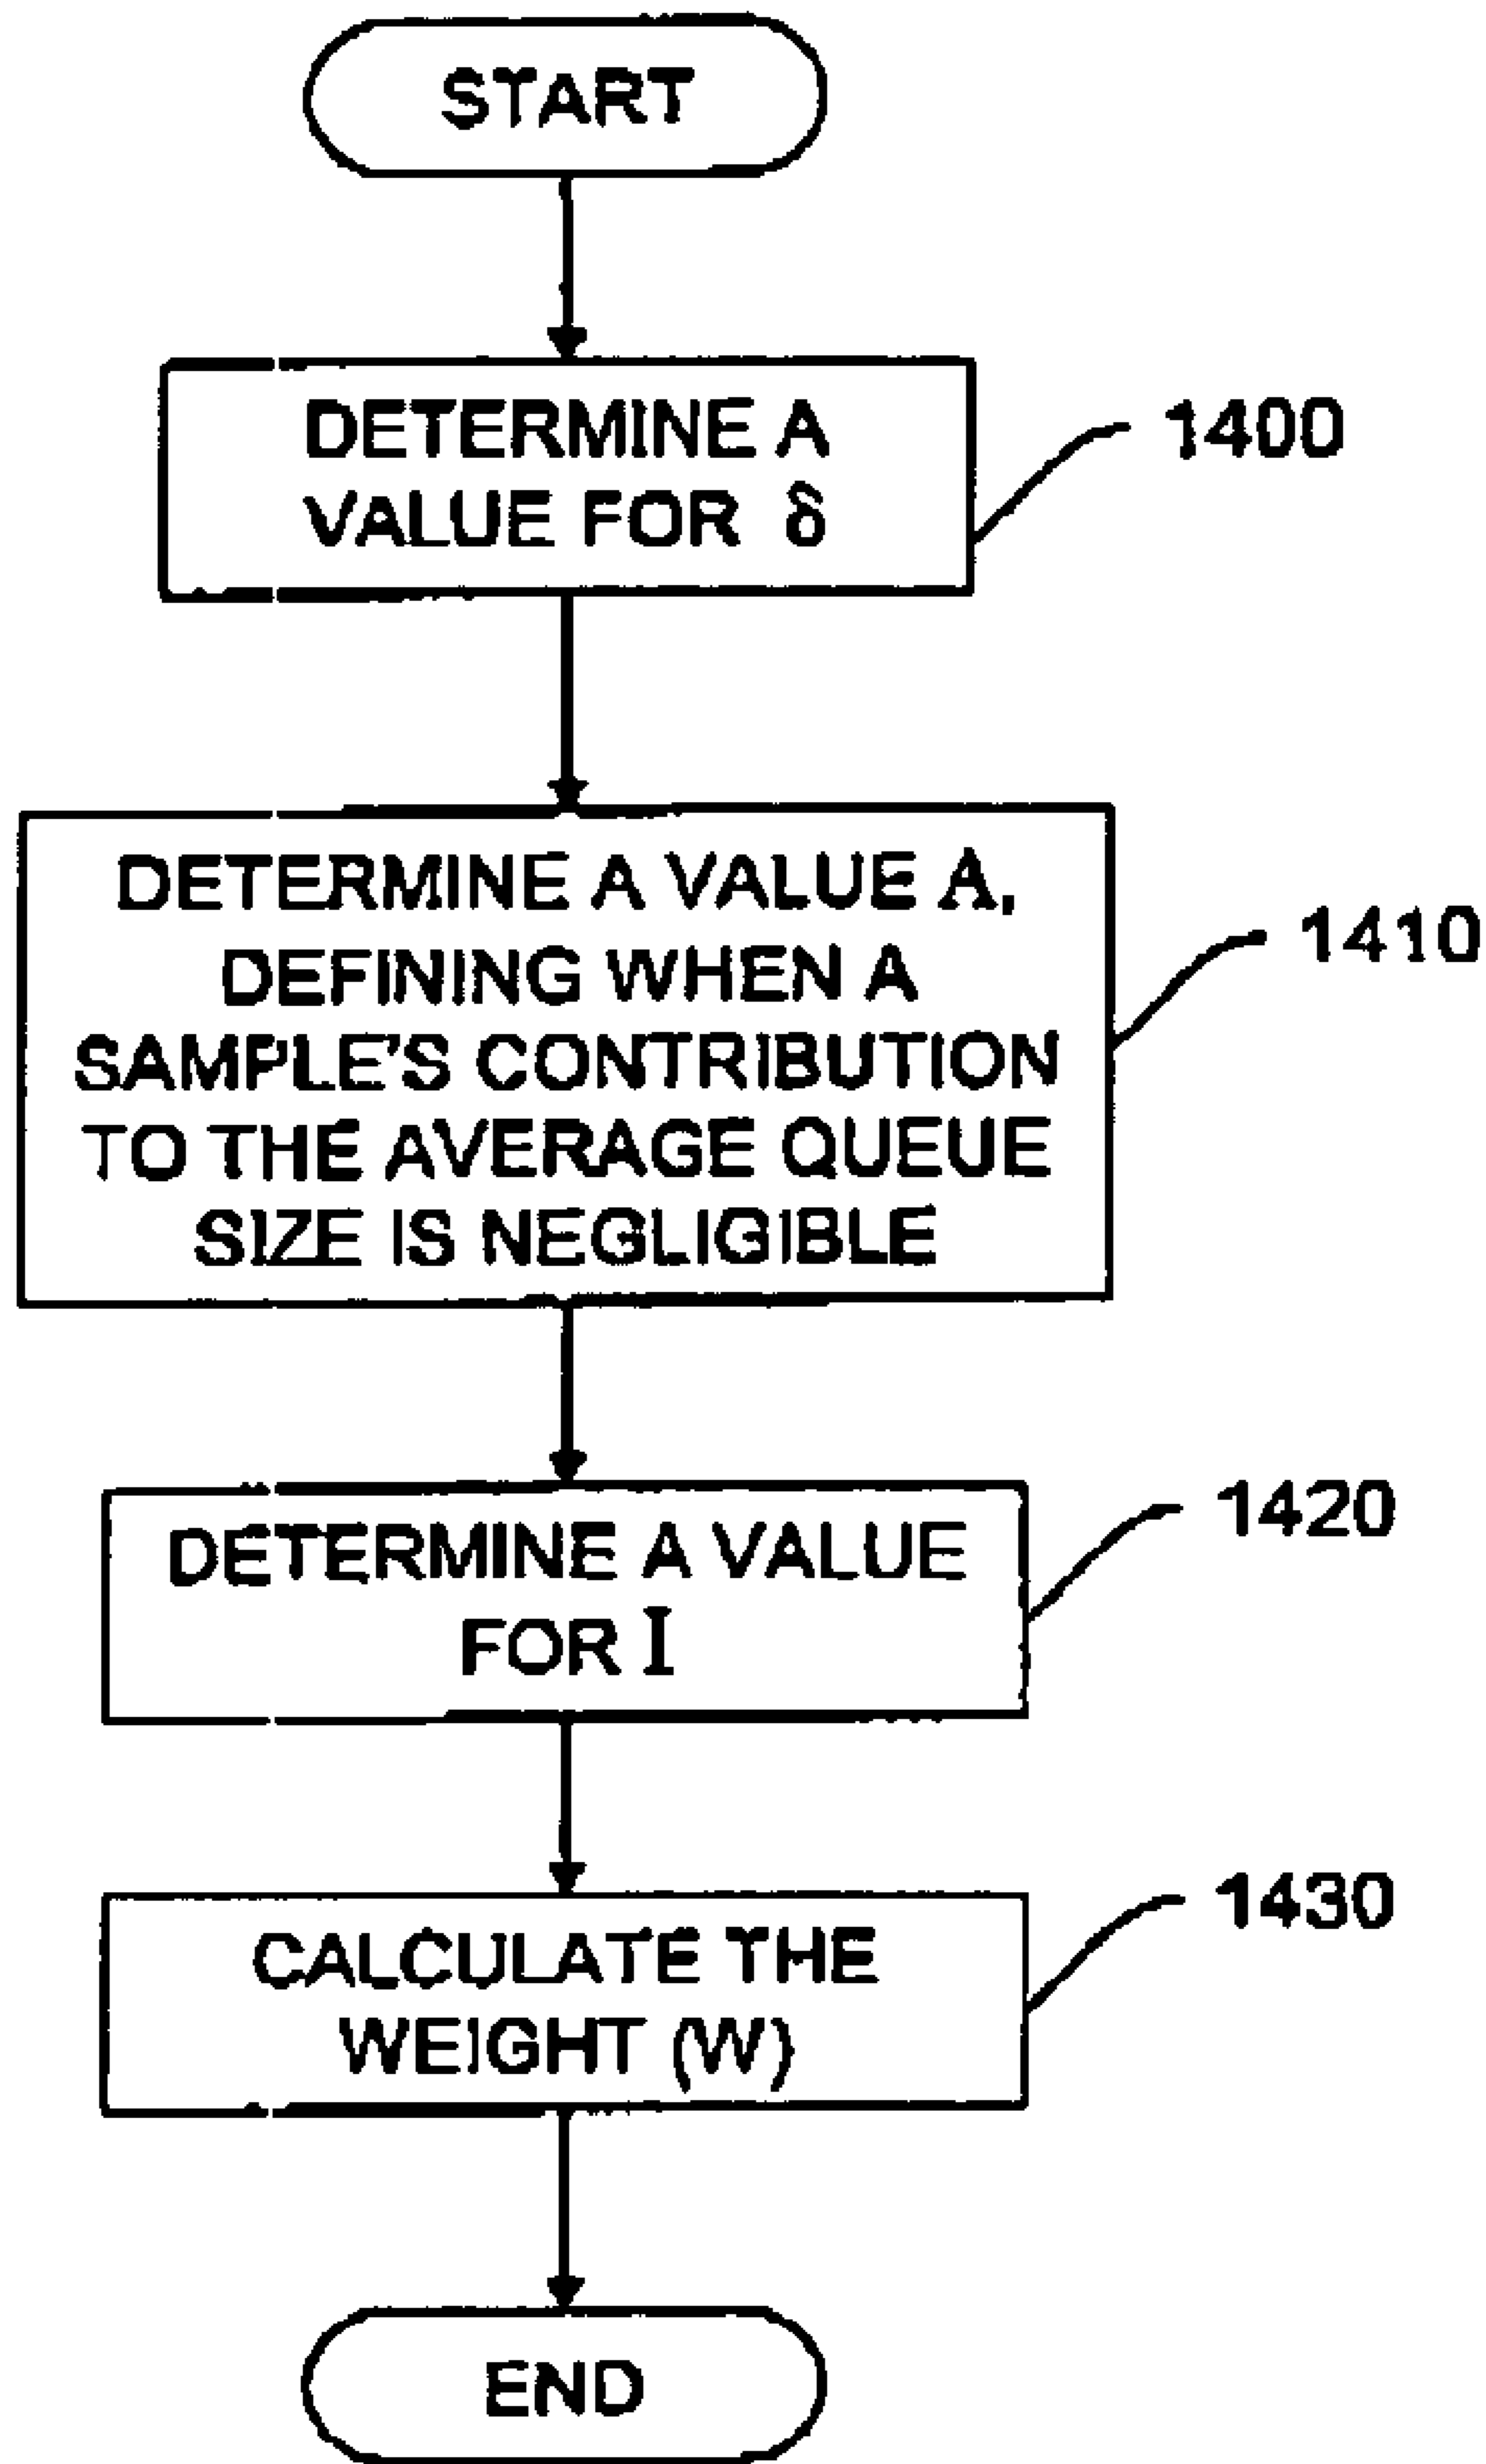 START
DETERMINE A
VALUE FOR δ
1400
DETERMINE A VALUE A,
DEFINING WHEN A
SAMPLE'S CONTRIBUTION
TO THE AVERAGE QUEUE
SIZE IS NEGLIGIBLE
1410
DETERMINE A VALUE
FOR I
1420
CALCULATE THE
WEIGHT (W)
1430
END